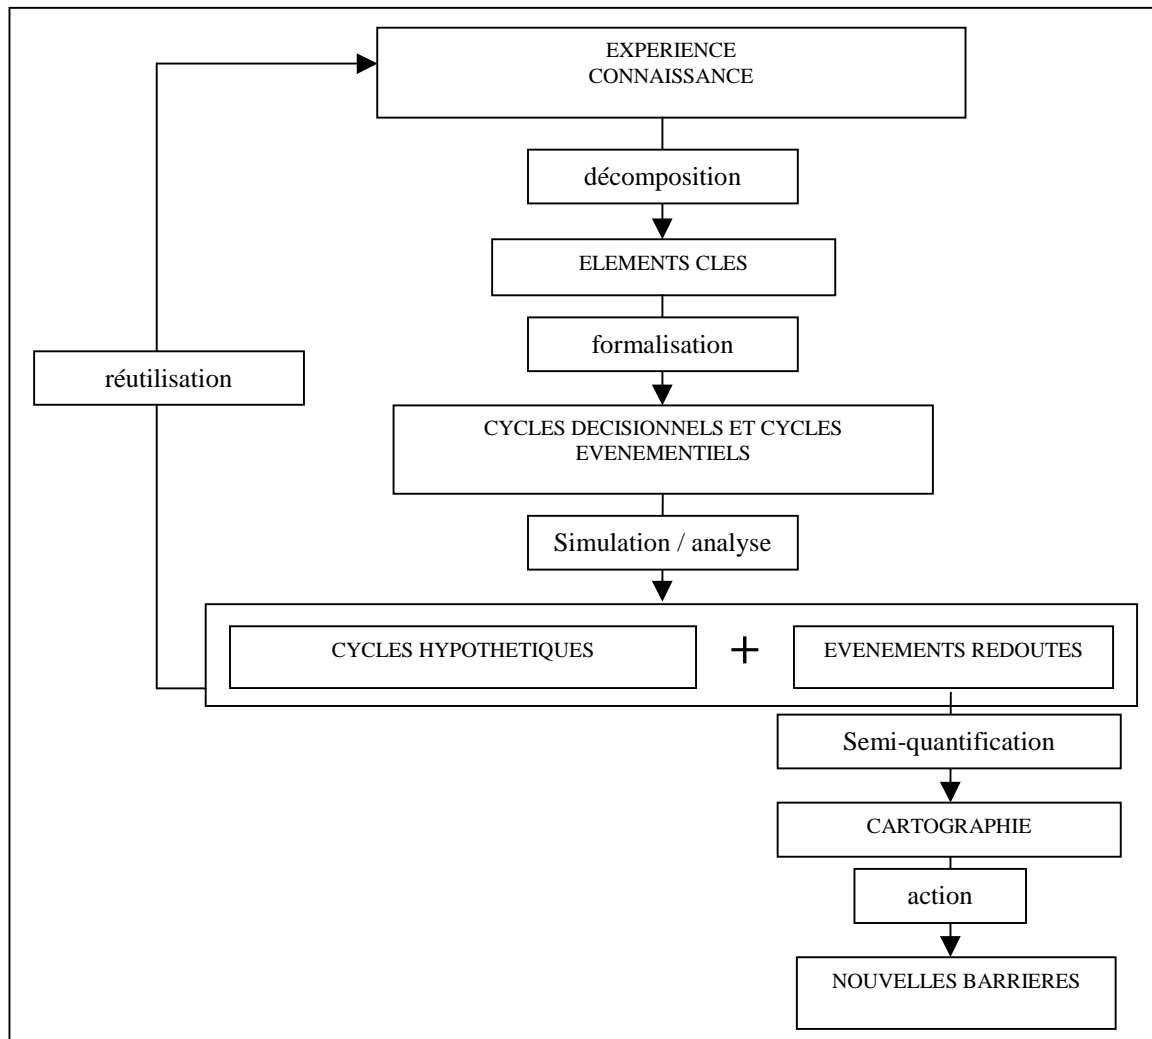 EXPERIENCE
CONNAISSANCE
décomposition
ELEMENTS CLES
formalisation
réutilisation
CYCLES DECISIONNELS ET CYCLES
EVENEMENTIELS
Simulation / analyse
CYCLES HYPOTHETIQUES
+
EVENEMENTS REDOUTES
Semi-quantification
CARTOGRAPHIE
action
NOUVELLES BARRIERES